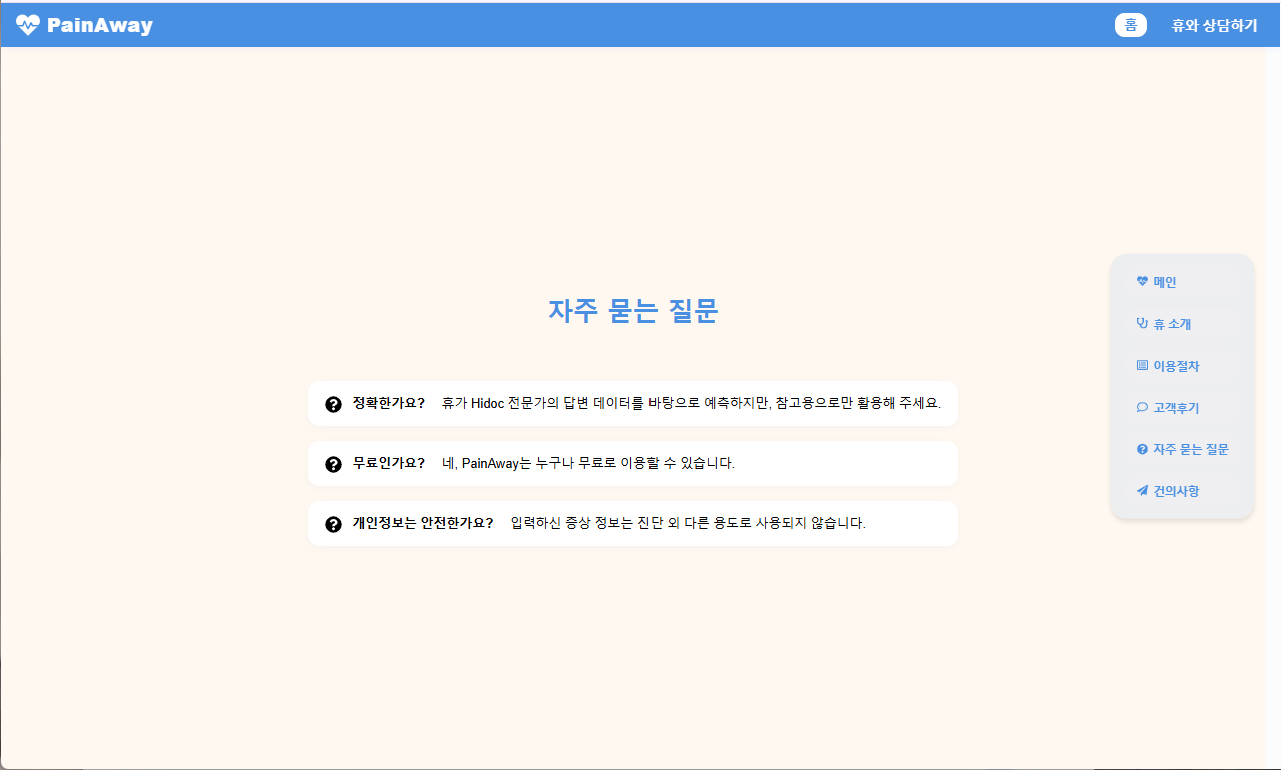 PainAway
홈
휴와 상담하기
자주 묻는 질문
정확한가요? 휴가 Hidoc 전문가의 답변 데이터를 바탕으로 예측하지만, 참고용으로만 활용해 주세요.
무료인가요? 네, PainAway는 누구나 무료로 이용할 수 있습니다.
개인정보는 안전한가요? 입력하신 증상 정보는 진단 외 다른 용도로 사용되지 않습니다.
메인
휴 소개
이용절차
고객후기
자주 묻는 질문
건의사항